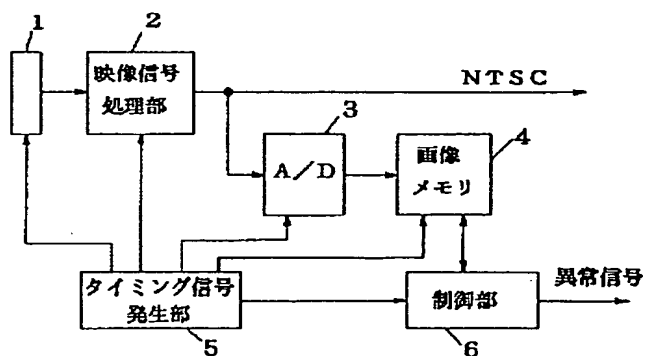 1
2
映像信号
処理部
NTSC
3
A/D
画像
メモリ
4
タイミング信号
発生部
5
制御部
6
異常信号